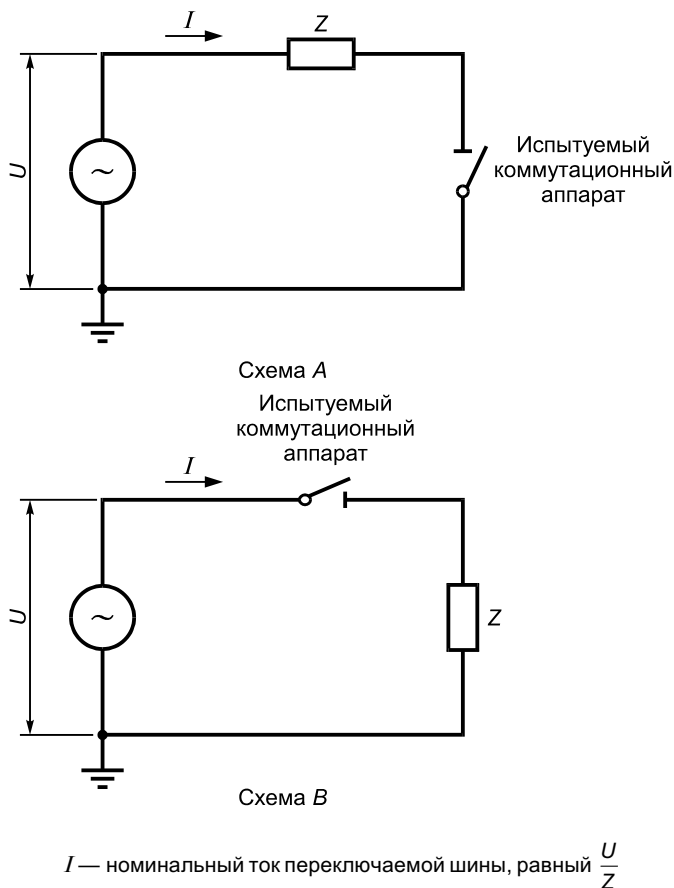 I
Z
U
~
Испытуемый
коммутационный
аппарат
Схема A
Испытуемый
коммутационный
аппарат
I
U
~
Z
Схема B
I — номинальный ток переключаемой шины, равный U/Z